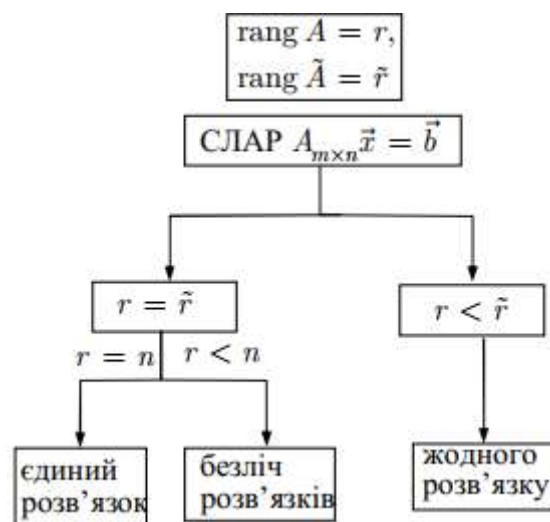 rang A = r,
rang Ã = r̃
СЛАР A_{m×n} x⃗ = b⃗
r = r̃
r < r̃
r = n
r < n
єдиний
розв’язок
безліч
розв’язків
жодного
розв’язку